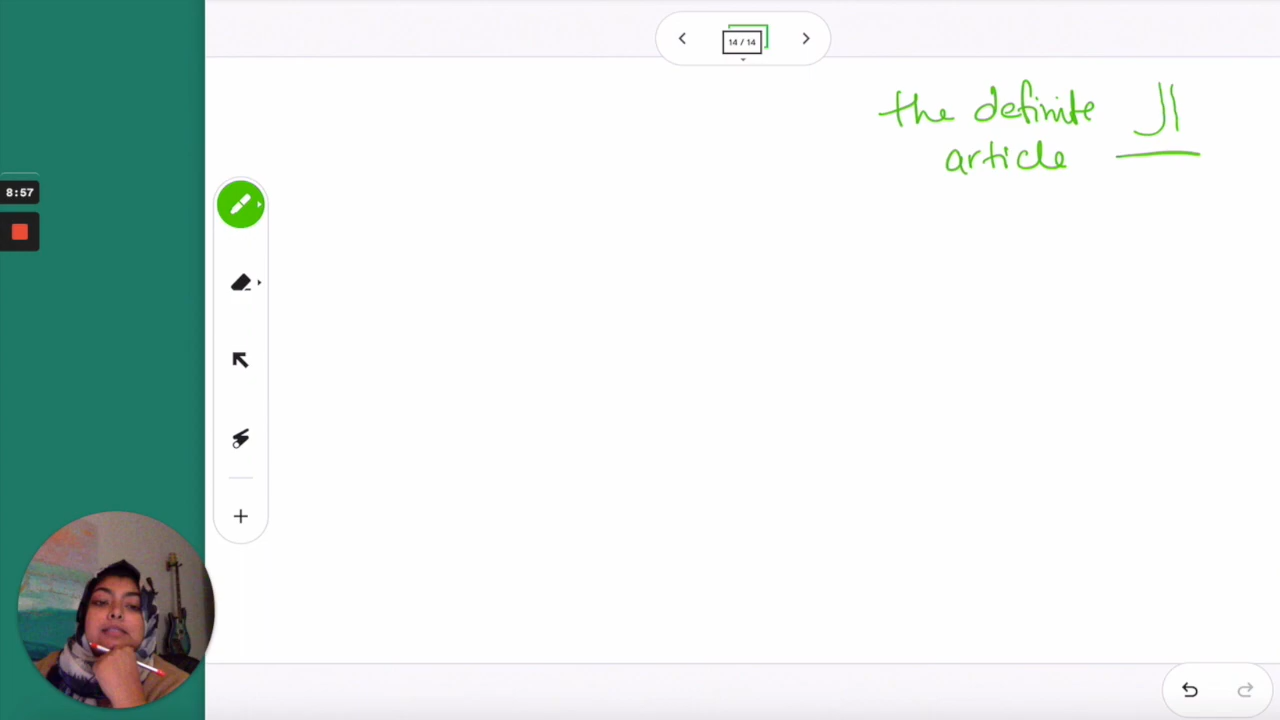 14 / 14
the definite ال
article
8:57